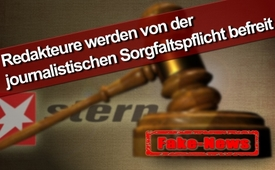 Redakteure werden von der
journalistischen Sorgfaltspflicht befreit
stern
Fake-News